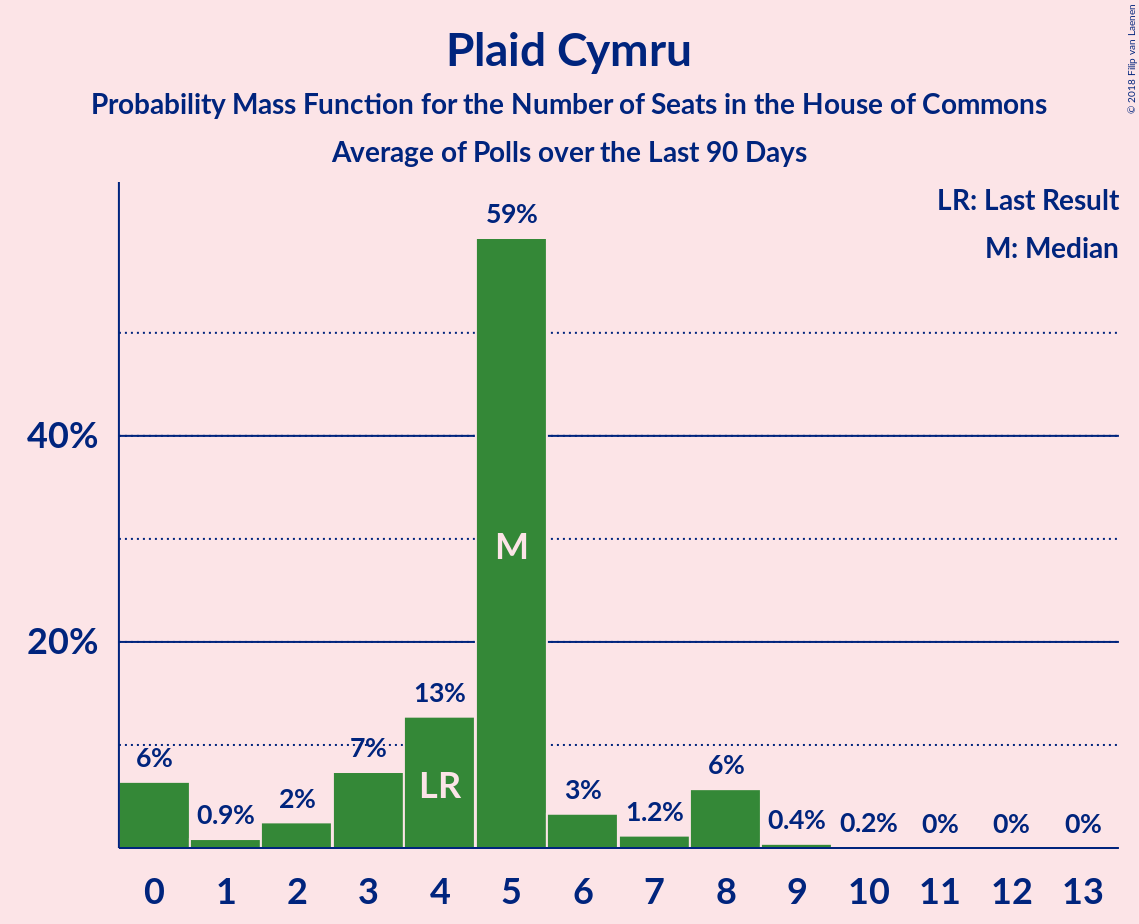 Plaid Cymru
Probability Mass Function for the Number of Seats in the House of Commons
Average of Polls over the Last 90 Days
© 2018 Filip van Laenen
LR: Last Result
M: Median
59%
40%
M
20%
13%
6%
7%
6%
LR
3%
2%
0.9%
1.2%
0.4%
0.2%
0%
0%
0%
0 1 2 3 4 5 6 7 8 9 10 11 12 13